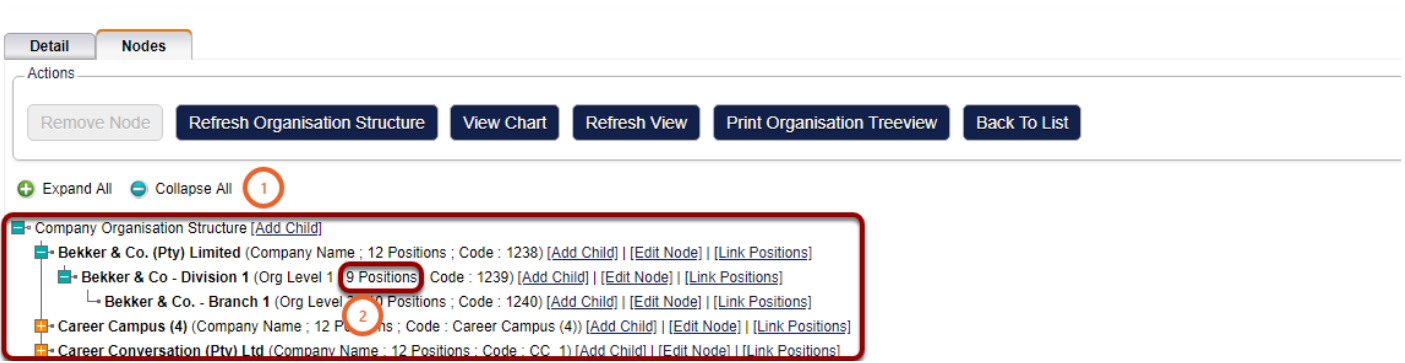 Detail Nodes
Actions
Remove Node Refresh Organisation Structure View Chart Refresh View Print Organisation Treeview Back To List
Expand All Collapse All 1
Company Organisation Structure [Add Child]
Bekker & Co. (Pty) Limited (Company Name ; 12 Positions ; Code : 1238) [Add Child] | [Edit Node] | [Link Positions]
Bekker & Co - Division 1 (Org Level 1 9 Positions Code : 1239) [Add Child] | [Edit Node] | [Link Positions]
Bekker & Co. - Branch 1 (Org Level Positions ; Code : 1240) [Add Child] | [Edit Node] | [Link Positions]
2
Career Campus (4) (Company Name ; 12 ; Code : Career Campus (4)) [Add Child] | [Edit Node] | [Link Positions]
Career Conversation (Pty) Ltd (Company Name ; 12 Positions ; Code : CC_1) [Add Child] | [Edit Node] | [Link Positions]